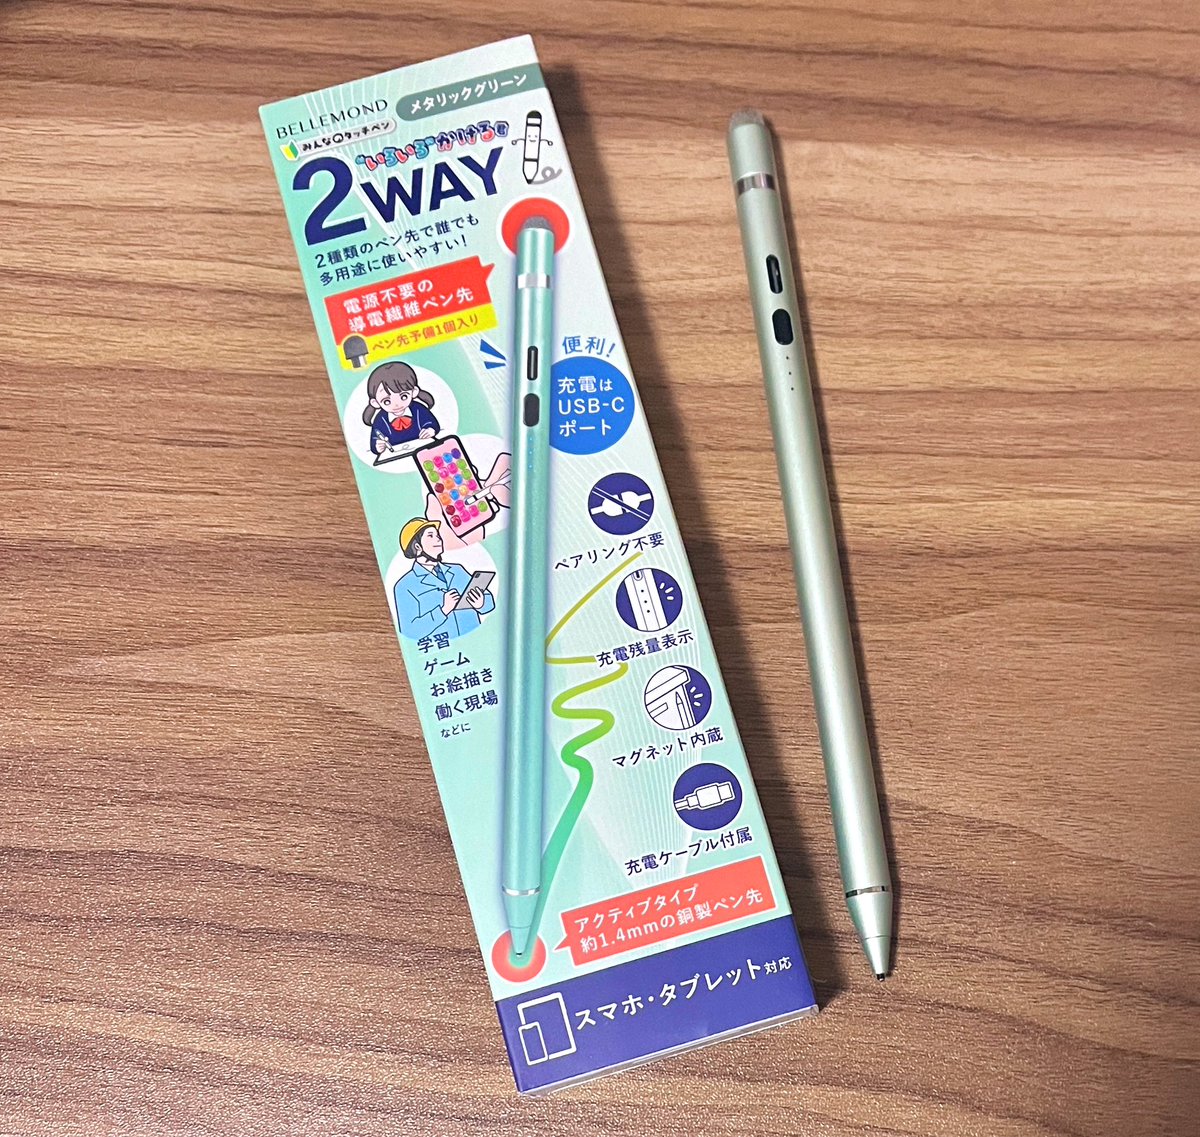 BELLEMOND
メタリックグリーン
みんなのタッチペン
"いろいろ"かける君
2WAY
2種類のペン先で誰でも
多用途に使いやすい!
電源不要の
導電繊維ペン先
ペン先予備1個入り
便利!
充電は
USB-C
ポート
ペアリング不要
充電残量表示
学習
ゲーム
お絵描き
働く現場
などに
マグネット内蔵
充電ケーブル付属
アクティブタイプ
約1.4mmの銅製ペン先
スマホ・タブレット対応